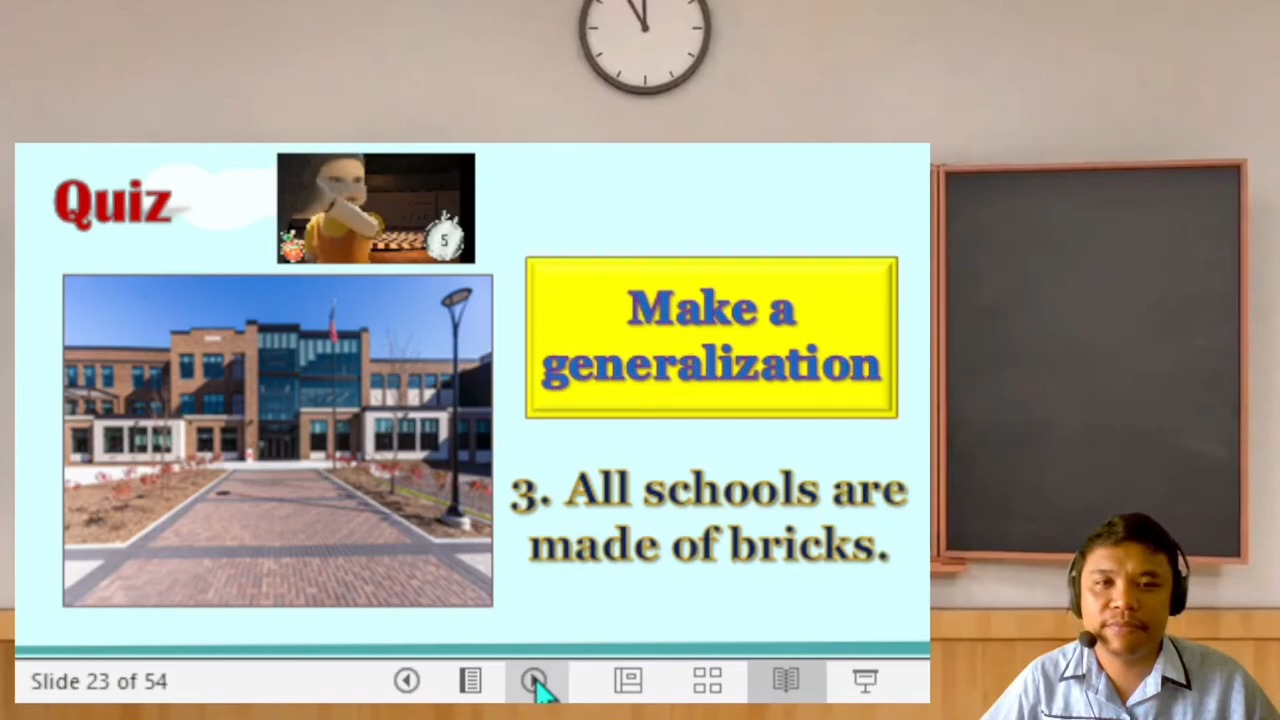 Quiz
5
Make a
generalization
3. All schools are
made of bricks.
Slide 23 of 54